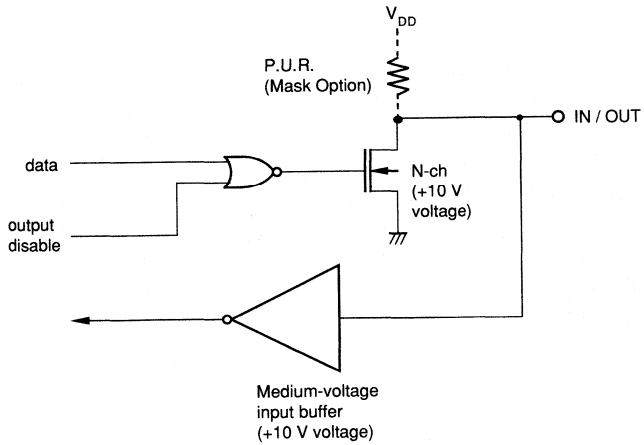 VDD
P.U.R.
(Mask Option)
IN / OUT
data
N-ch
(+10 V
voltage)
output
disable
Medium-voltage
input buffer
(+10 V voltage)